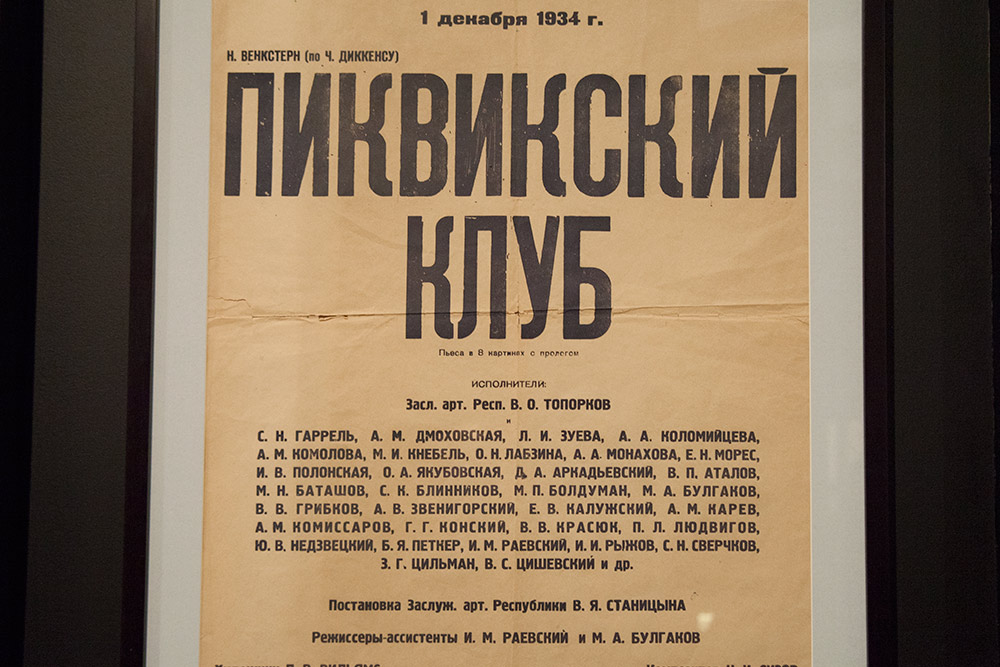 1 декабря 1934 г.
Н. ВЕНКСТЕРН (по Ч. ДИККЕНСУ)
ПИКВИКСКИЙ
КЛУБ
Пьеса в 8 картинах с прологом
ИСПОЛНИТЕЛИ:
Засл. арт. Респ. В. О. ТОПОРКОВ
и
С. Н. ГАРРЕЛЬ, А. М. ДМОХОВСКАЯ, Л. И. ЗУЕВА, А. А. КОЛОМИЙЦЕВА,
А. М. КОМОЛОВА, М. И. КНЕБЕЛЬ, О. Н. ЛАБЗИНА, А. А. МОНАХОВА, Е. Н. МОРЕС,
И. В. ПОЛОНСКАЯ, О. А. ЯКУБОВСКАЯ, Д. А. АРКАДЬЕВСКИЙ, В. П. АТАЛОВ,
М. Н. БАТАШОВ, С. К. БЛИННИКОВ, М. П. БОЛДУМАН, М. А. БУЛГАКОВ,
В. В. ГРИБКОВ, А. В. ЗВЕНИГОРСКИЙ, Е. В. КАЛУЖСКИЙ, А. М. КАРЕВ,
А. М. КОМИССАРОВ, Г. Г. КОНСКИЙ, В. В. КРАСЮК, П. Л. ЛЮДВИГОВ,
Ю. В. НЕДЗВЕЦКИЙ, Б. Я. ПЕТКЕР, И. М. РАЕВСКИЙ, И. И. РЫЖОВ, С. Н. СВЕРЧКОВ,
З. Г. ЦИЛЬМАН, В. С. ЦИШЕВСКИЙ и др.
Постановка Заслуж. арт. Республики В. Я. СТАНИЦЫНА
Режиссеры-ассистенты И. М. РАЕВСКИЙ и М. А. БУЛГАКОВ